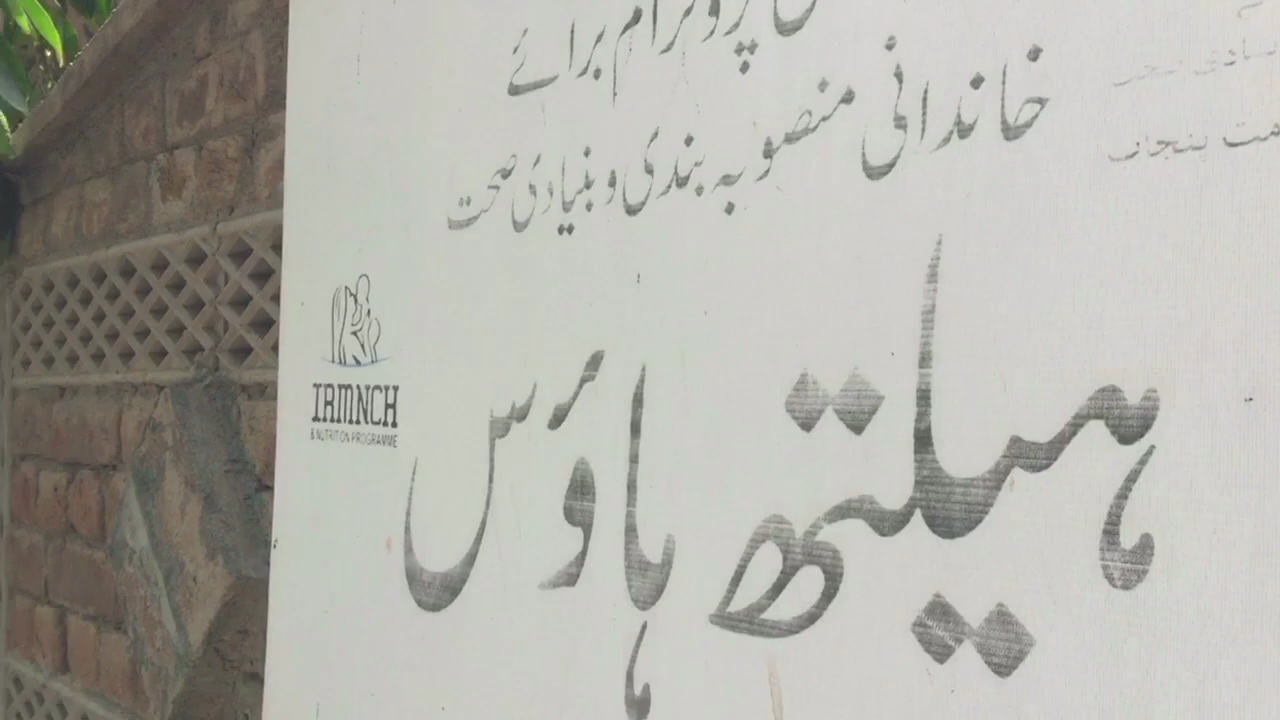 پروگرام برائے
خاندانی منصوبہ بندی و بنیادی صحت
ہیلتھ ہاؤس
IRMNCH
& NUTRITION PROGRAMME
پنجاب